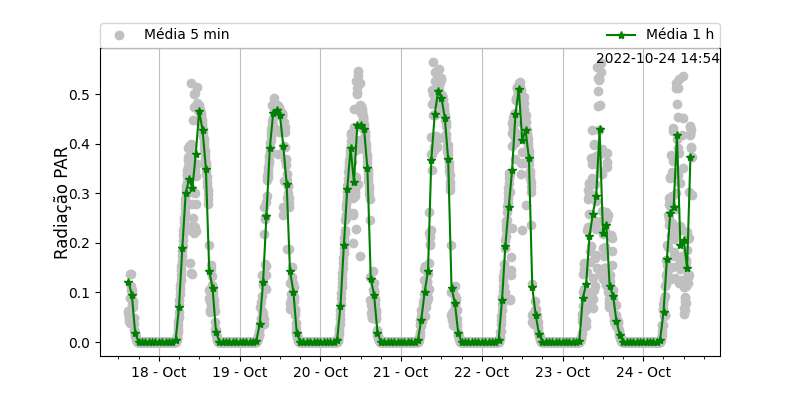 Média 5 min
Média 1 h
2022-10-24 14:54
Radiação PAR
0.5
0.4
0.3
0.2
0.1
0.0
18 - Oct
19 - Oct
20 - Oct
21 - Oct
22 - Oct
23 - Oct
24 - Oct